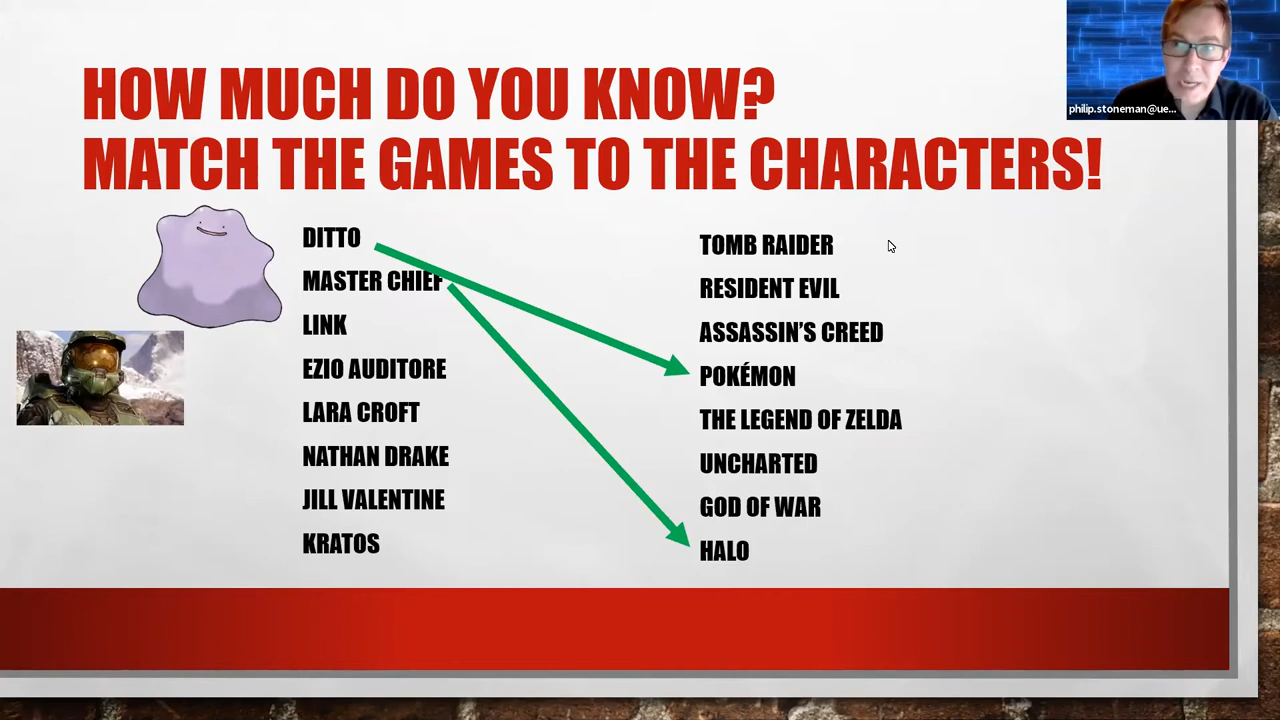 HOW MUCH DO YOU KNOW?
MATCH THE GAMES TO THE CHARACTERS!
philip.stoneman@ue...
DITTO
MASTER CHIEF
LINK
EZIO AUDITORE
LARA CROFT
NATHAN DRAKE
JILL VALENTINE
KRATOS
TOMB RAIDER
RESIDENT EVIL
ASSASSIN’S CREED
POKÉMON
THE LEGEND OF ZELDA
UNCHARTED
GOD OF WAR
HALO